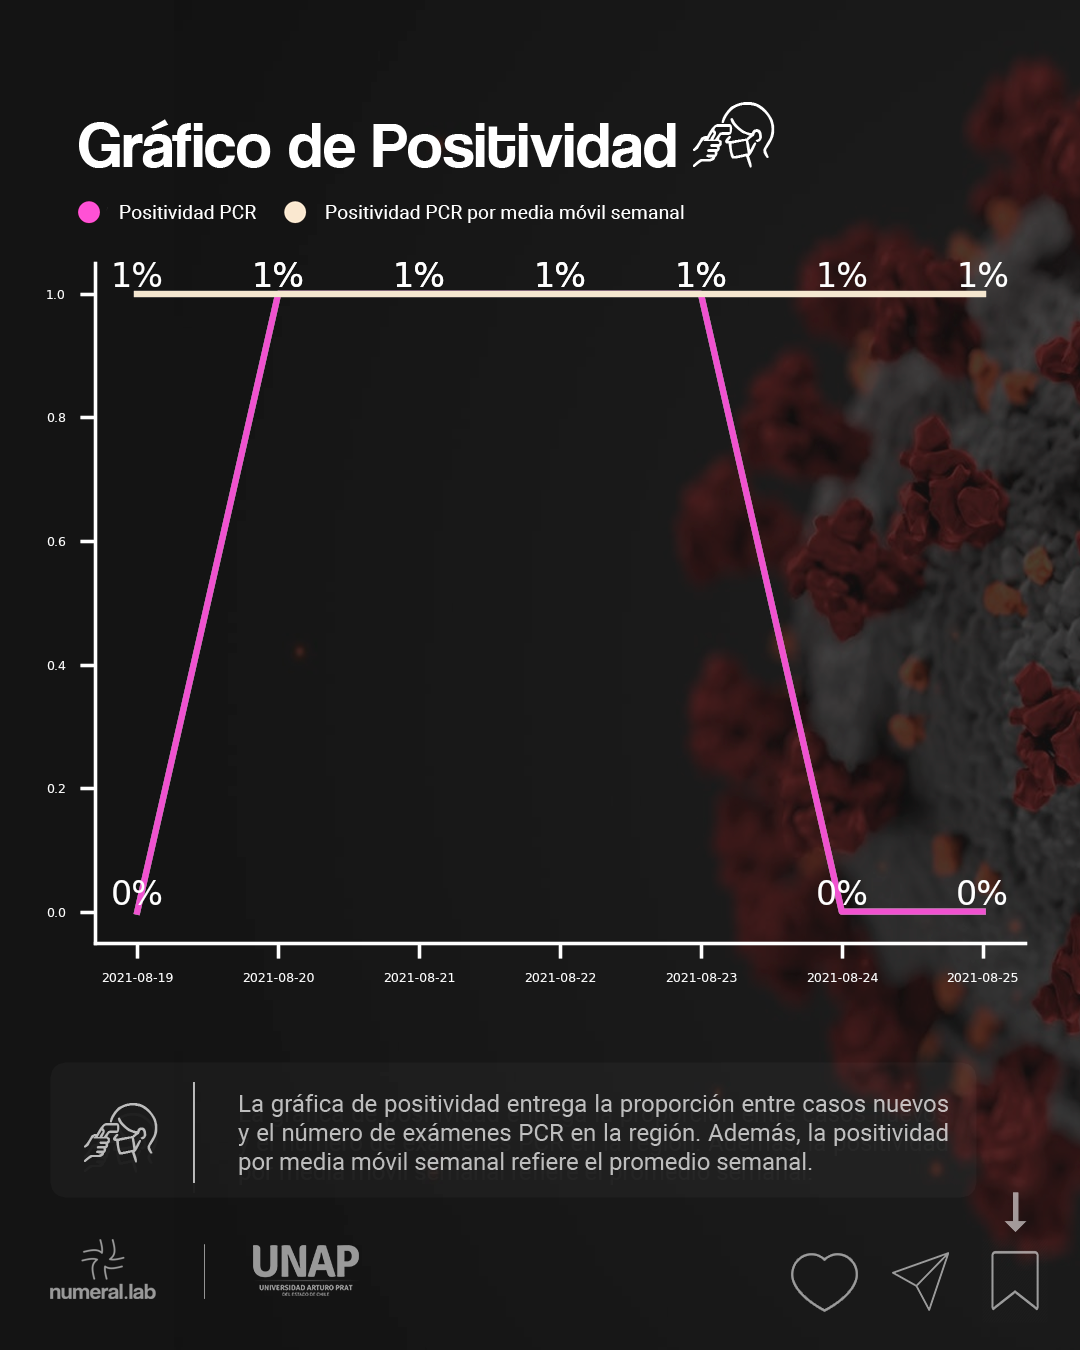 Gráfico de Positividad
Positividad PCR
Positividad PCR por media móvil semanal
1% 1% 1% 1% 1% 1% 1%
1.0
0.8
0.6
0.4
0.2
0% 0% 0%
0.0
2021-08-19 2021-08-20 2021-08-21 2021-08-22 2021-08-23 2021-08-24 2021-08-25
La gráfica de positividad entrega la proporción entre casos nuevos
y el número de exámenes PCR en la región. Además, la positividad
por media móvil semanal refiere el promedio semanal.
numeral.lab
UNAP
UNIVERSIDAD ARTURO PRAT
DEL ESTADO DE CHILE